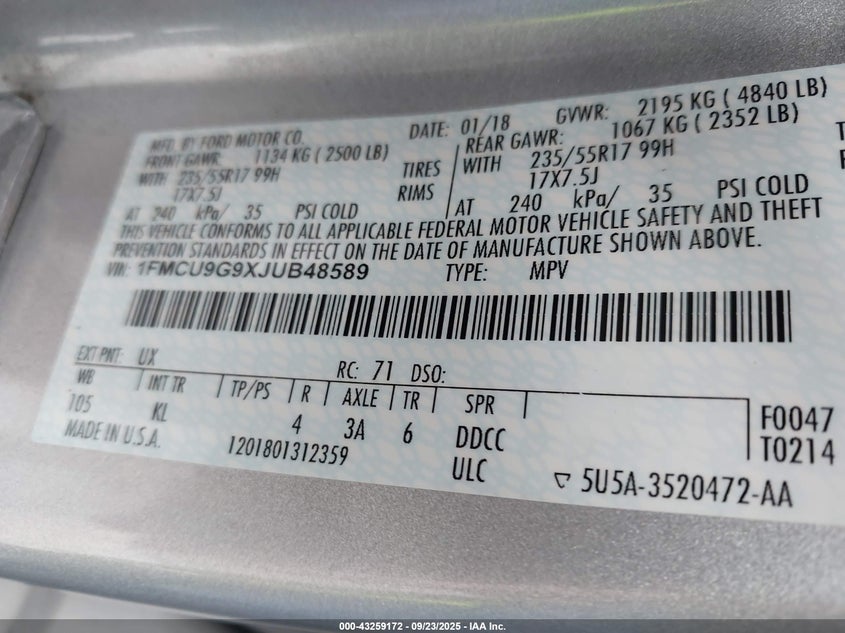 MFD. BY FORD MOTOR CO. DATE: 01/18 GVWR: 2195 KG ( 4840 LB)
FRONT GAWR: 1134 KG ( 2500 LB) REAR GAWR: 1067 KG ( 2352 LB)
WITH 235/55R17 99H TIRES WITH 235/55R17 99H
17X7.5J RIMS 17X7.5J
AT 240 kPa/ 35 PSI COLD AT 240 kPa/ 35 PSI COLD
THIS VEHICLE CONFORMS TO ALL APPLICABLE FEDERAL MOTOR VEHICLE SAFETY AND THEFT
PREVENTION STANDARDS IN EFFECT ON THE DATE OF MANUFACTURE SHOWN ABOVE.
VIN: 1FMCU9G9XJUB48589 TYPE: MPV
EXT PNT: UX RC: 71 DSO:
WB INT TR TP/PS R AXLE TR SPR
105 KL 4 3A 6 DDCC
MADE IN U.S.A. 1201801312359 ULC
F0047
T0214
5U5A-3520472-AA
000-43259172 - 09/23/2025 - IAA Inc.